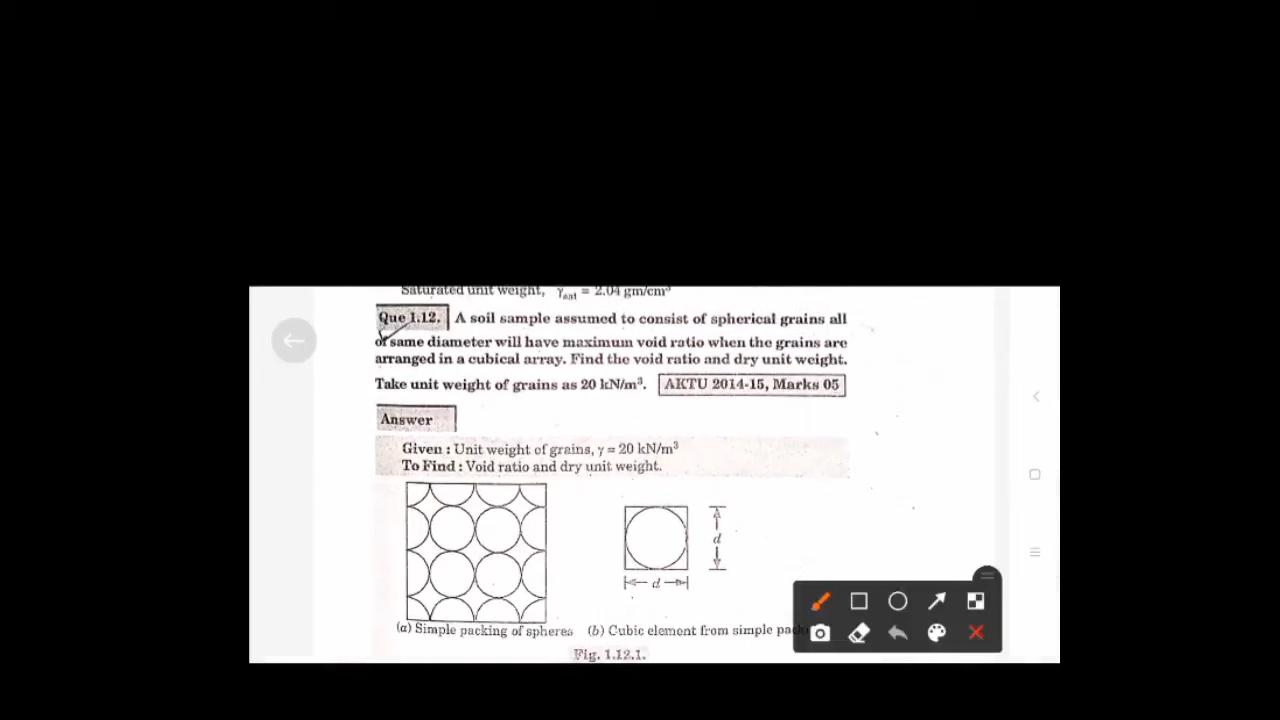 Saturated unit weight, γsat = 2.04 gm/cm³
Que 1.12. A soil sample assumed to consist of spherical grains all
of same diameter will have maximum void ratio when the grains are
arranged in a cubical array. Find the void ratio and dry unit weight.
Take unit weight of grains as 20 kN/m³. AKTU 2014-15, Marks 05
Answer
Given : Unit weight of grains, γ = 20 kN/m³
To Find : Void ratio and dry unit weight.
d
d
(a) Simple packing of spheres (b) Cubic element from simple
Fig. 1.12.1.